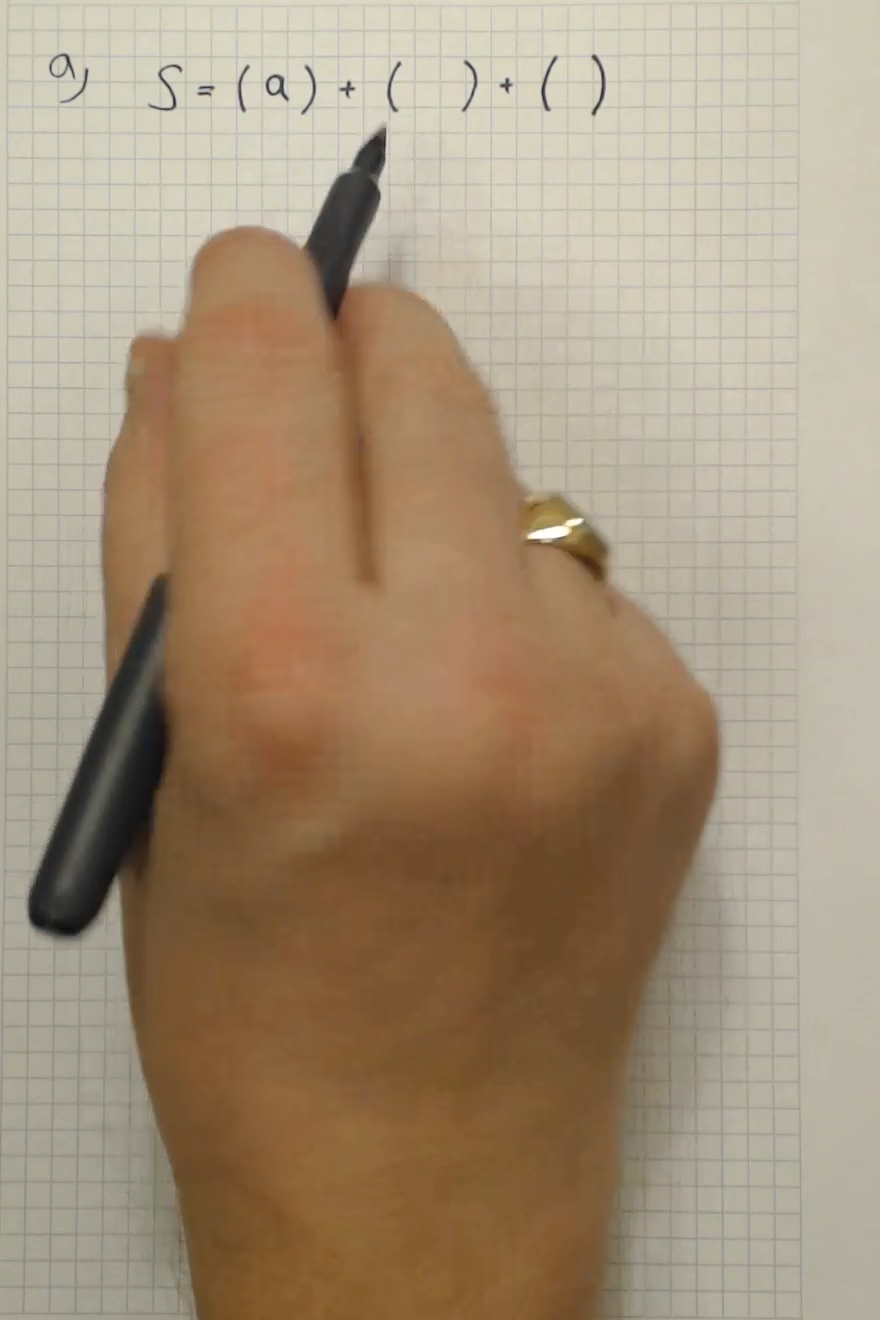 a) S = (a) + ( ) + ( )